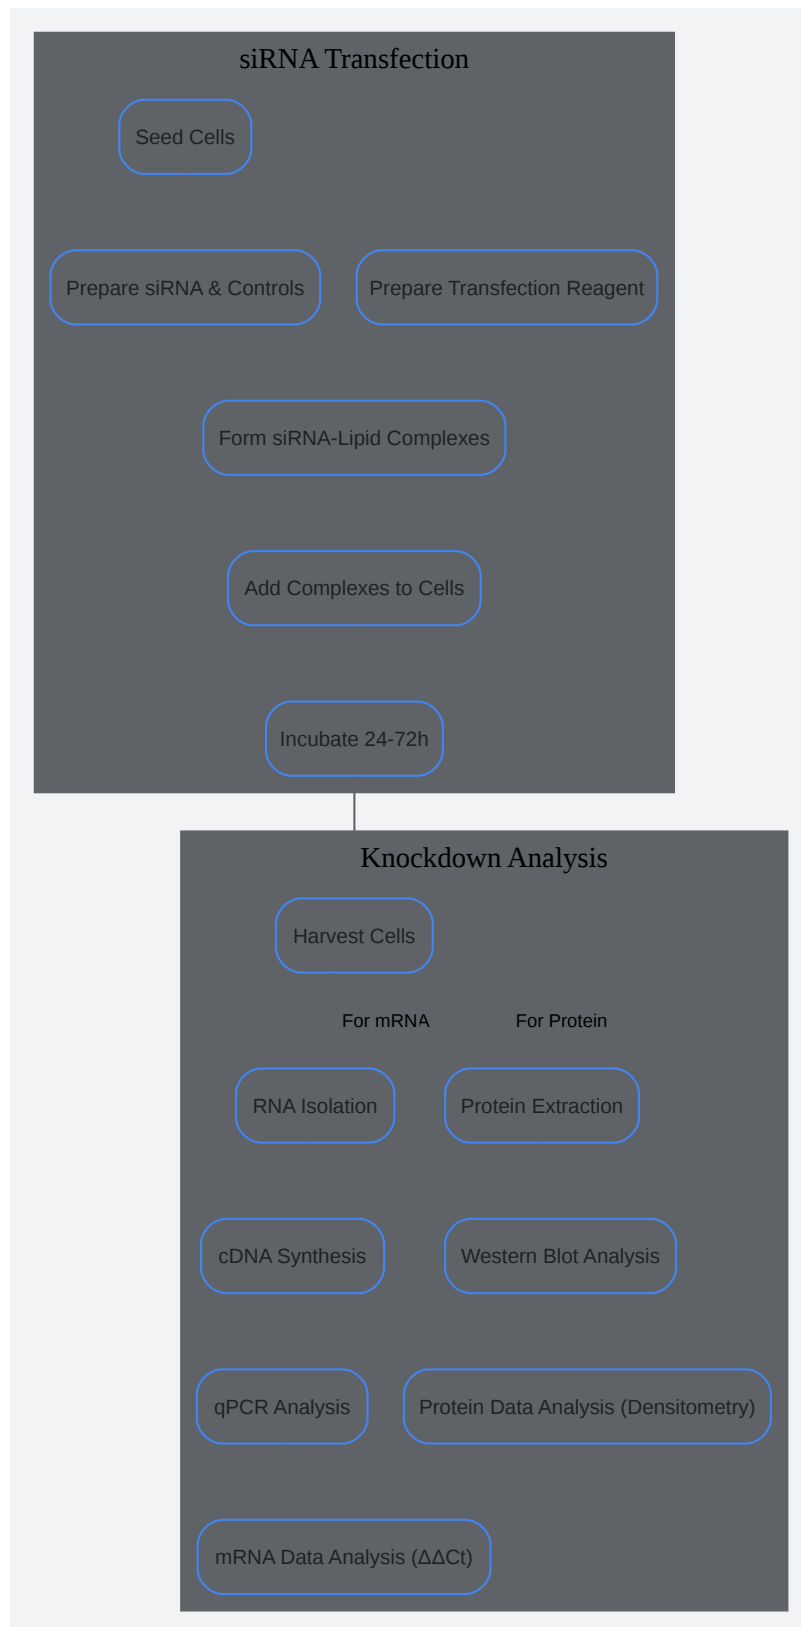 siRNA Transfection
Seed Cells
Prepare siRNA & Controls
Prepare Transfection Reagent
Form siRNA-Lipid Complexes
Add Complexes to Cells
Incubate 24-72h
Knockdown Analysis
Harvest Cells
For mRNA
For Protein
RNA Isolation
Protein Extraction
cDNA Synthesis
Western Blot Analysis
qPCR Analysis
Protein Data Analysis (Densitometry)
mRNA Data Analysis (ΔΔCt)